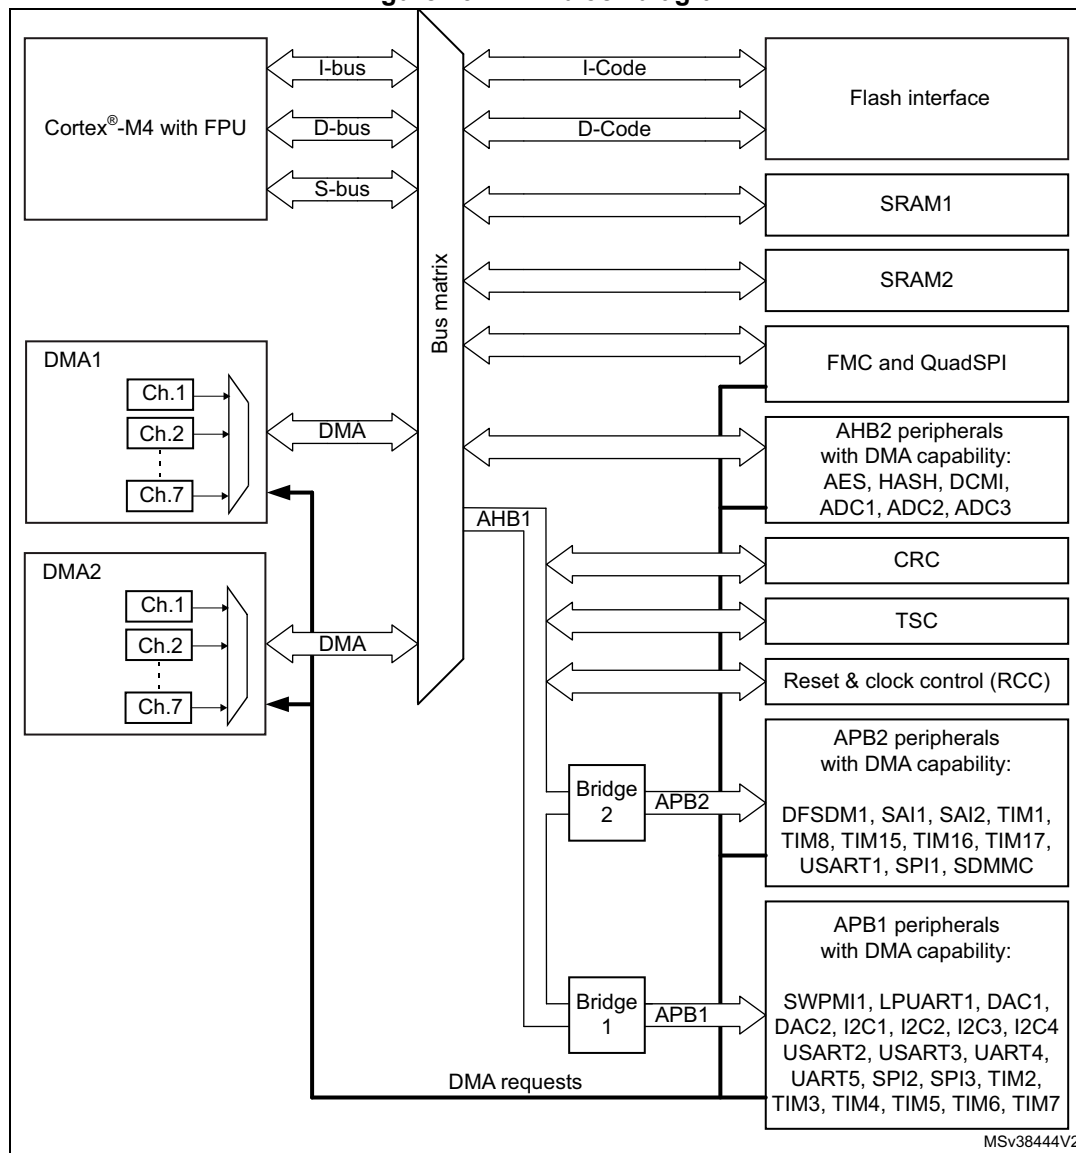 Cortex®-M4 with FPU
I-bus
D-bus
S-bus
Bus matrix
I-Code
D-Code
Flash interface
SRAM1
SRAM2
FMC and QuadSPI
DMA1
Ch.1
Ch.2
Ch.7
DMA
AHB2 peripherals
with DMA capability:
AES, HASH, DCMI,
ADC1, ADC2, ADC3
AHB1
DMA2
Ch.1
Ch.2
Ch.7
DMA
CRC
TSC
Reset & clock control (RCC)
Bridge
2
APB2
APB2 peripherals
with DMA capability:
DFSDM1, SAI1, SAI2, TIM1,
TIM8, TIM15, TIM16, TIM17,
USART1, SPI1, SDMMC
Bridge
1
APB1
APB1 peripherals
with DMA capability:
SWPMI1, LPUART1, DAC1,
DAC2, I2C1, I2C2, I2C3, I2C4
USART2, USART3, UART4,
UART5, SPI2, SPI3, TIM2,
TIM3, TIM4, TIM5, TIM6, TIM7
DMA requests
MSv38444V2